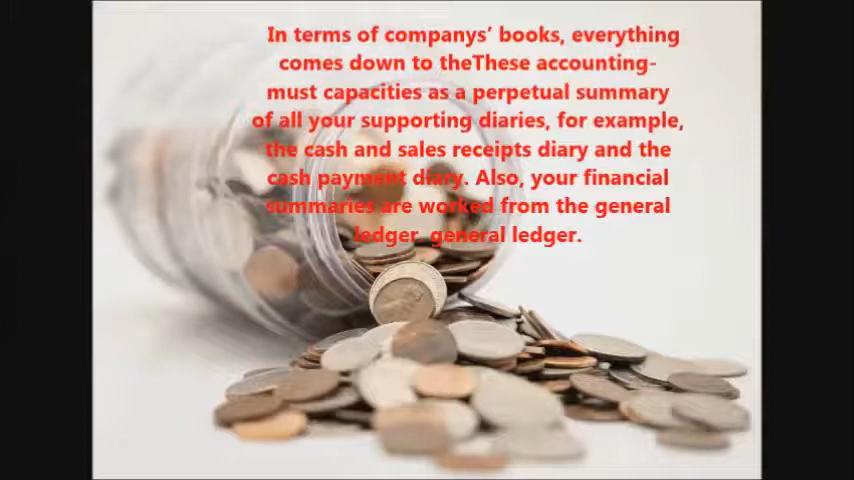 In terms of companys’ books, everything
comes down to theThese accounting-
must capacities as a perpetual summary
of all your supporting diaries, for example,
the cash and sales receipts diary and the
cash payment diary. Also, your financial
summaries are worked from the general
ledger  general ledger.